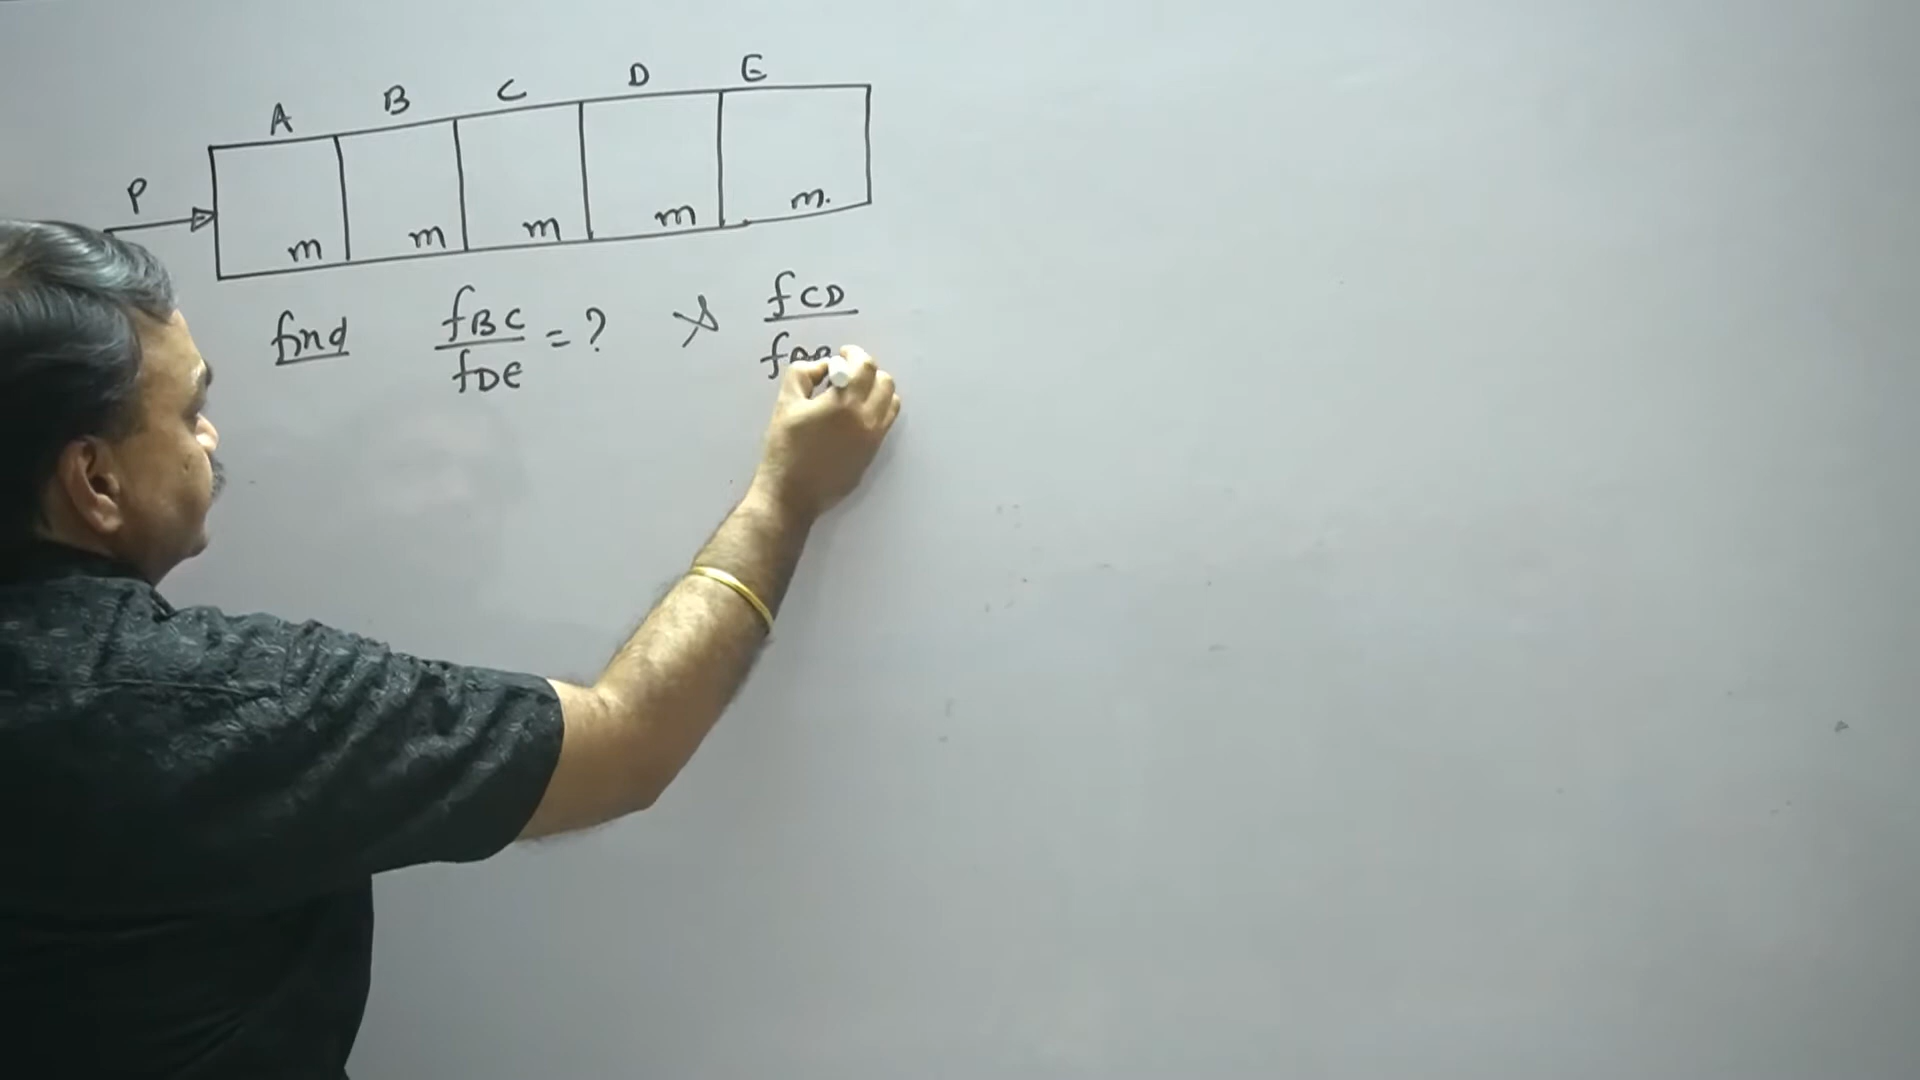 A B C D E
P
m m m m m.
find fBC/fDE = ? & fCD